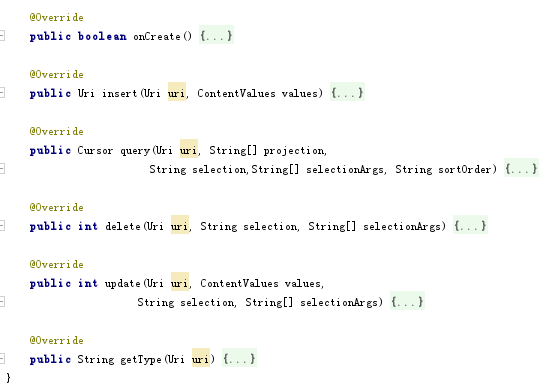 @Override
public boolean onCreate() {...}
@Override
public Uri insert(Uri uri, ContentValues values) {...}
@Override
public Cursor query(Uri uri, String[] projection,
String selection,String[] selectionArgs, String sortOrder) {...}
@Override
public int delete(Uri uri, String selection, String[] selectionArgs) {...}
@Override
public int update(Uri uri, ContentValues values,
String selection, String[] selectionArgs) {...}
@Override
public String getType(Uri uri) {...}
}